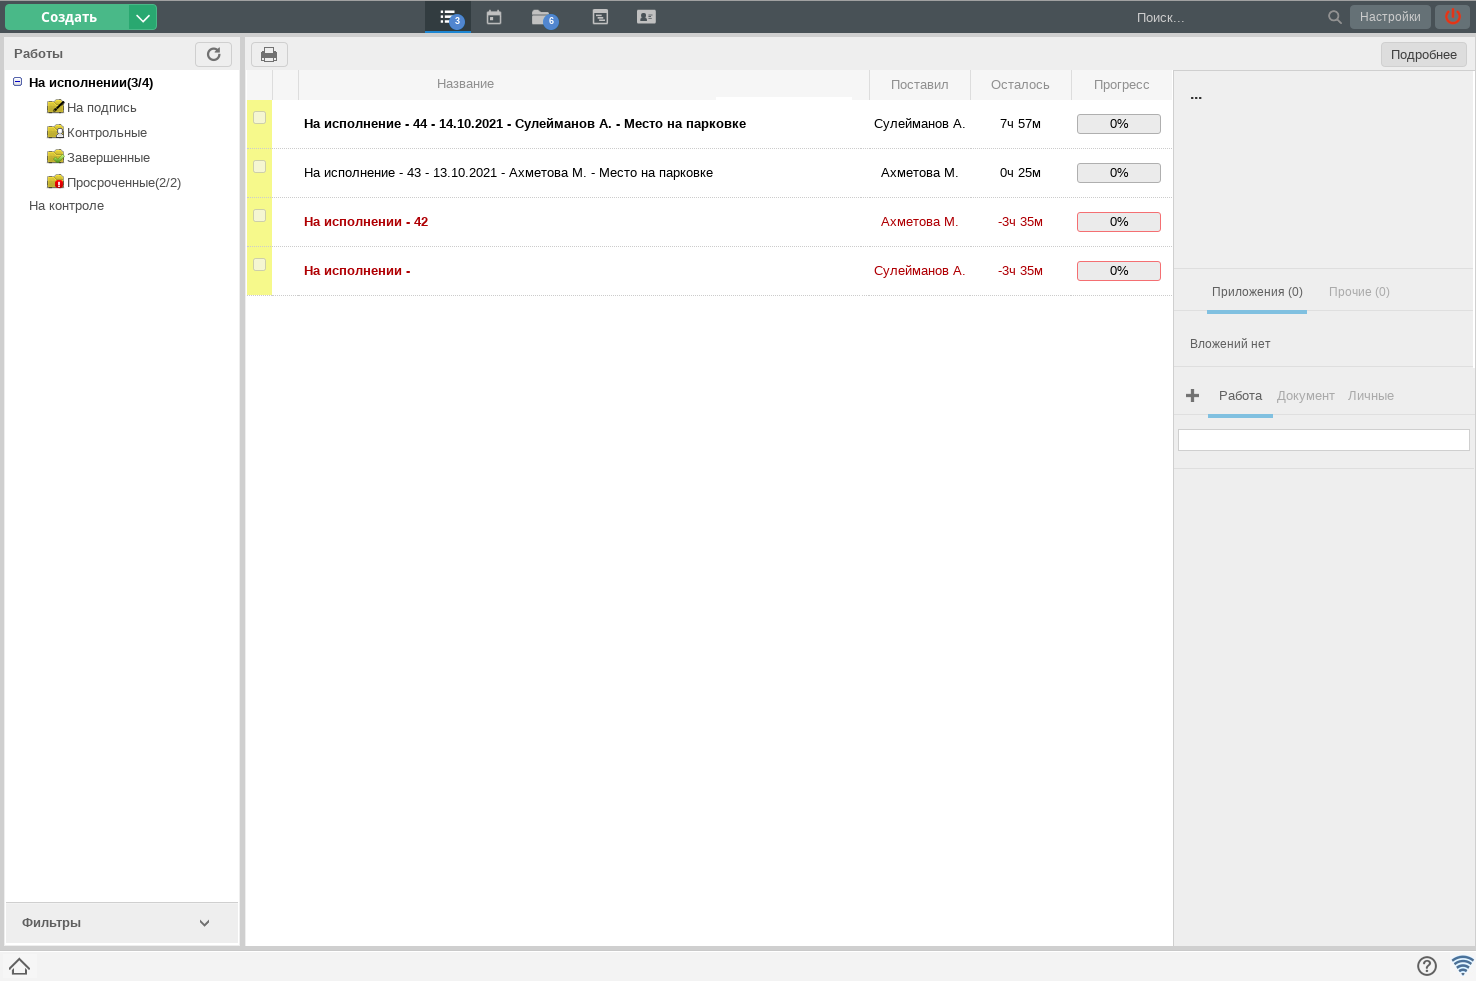 Создать
3
6
Поиск...
Настройки
Работы
Подробнее
На исполнении(3/4)
На подпись
Контрольные
Завершенные
Просроченные(2/2)
На контроле
Фильтры
Название Поставил Осталось Прогресс
На исполнение - 44 - 14.10.2021 - Сулейманов А. - Место на парковке Сулейманов А. 7ч 57м 0%
На исполнение - 43 - 13.10.2021 - Ахметова М. - Место на парковке Ахметова М. 0ч 25м 0%
На исполнении - 42 Ахметова М. -3ч 35м 0%
На исполнении - Сулейманов А. -3ч 35м 0%
...
Приложения (0) Прочие (0)
Вложений нет
Работа Документ Личные